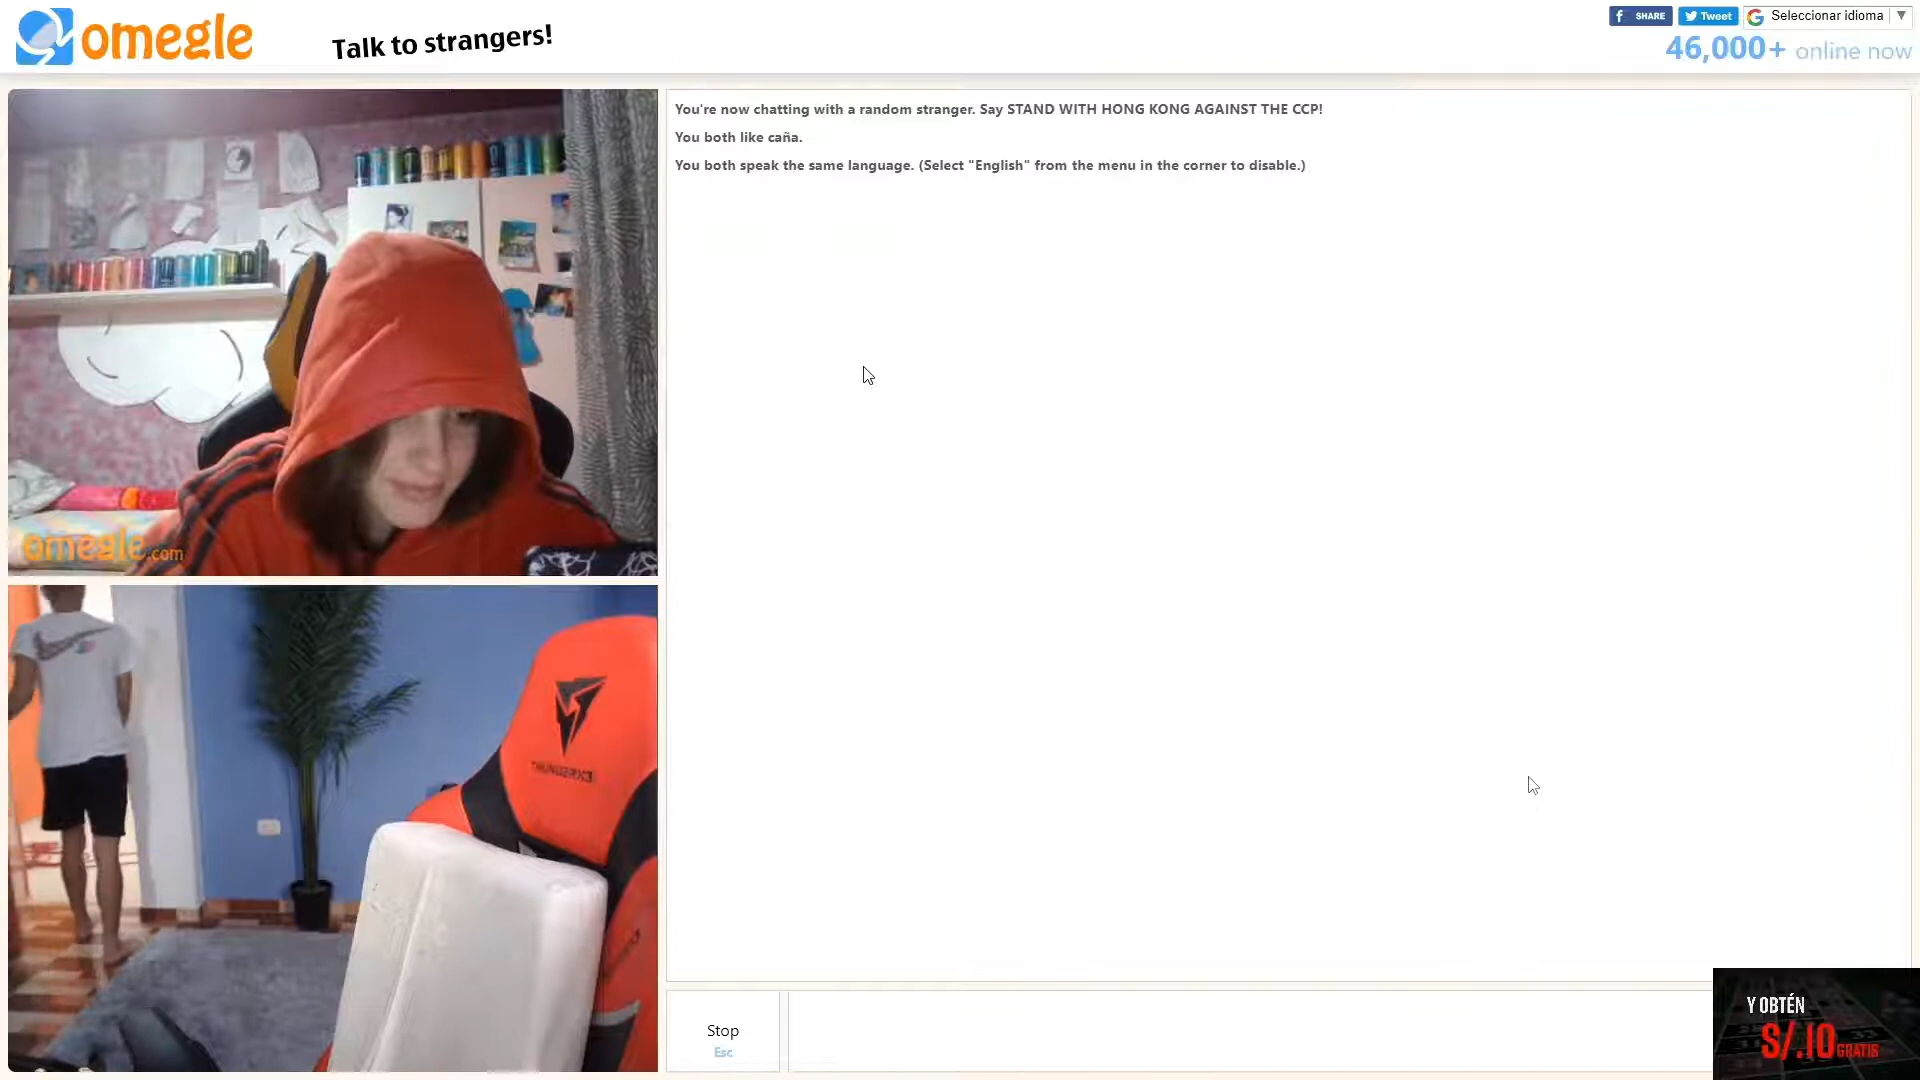 omegle
Talk to strangers!
SHARE
Tweet
Seleccionar idioma
46,000+ online now
You're now chatting with a random stranger. Say STAND WITH HONG KONG AGAINST THE CCP!
You both like caña.
You both speak the same language. (Select "English" from the menu in the corner to disable.)
omegle.com
THUNDERX3
Stop
Esc
Y OBTÉN
S/.10 GRATIS